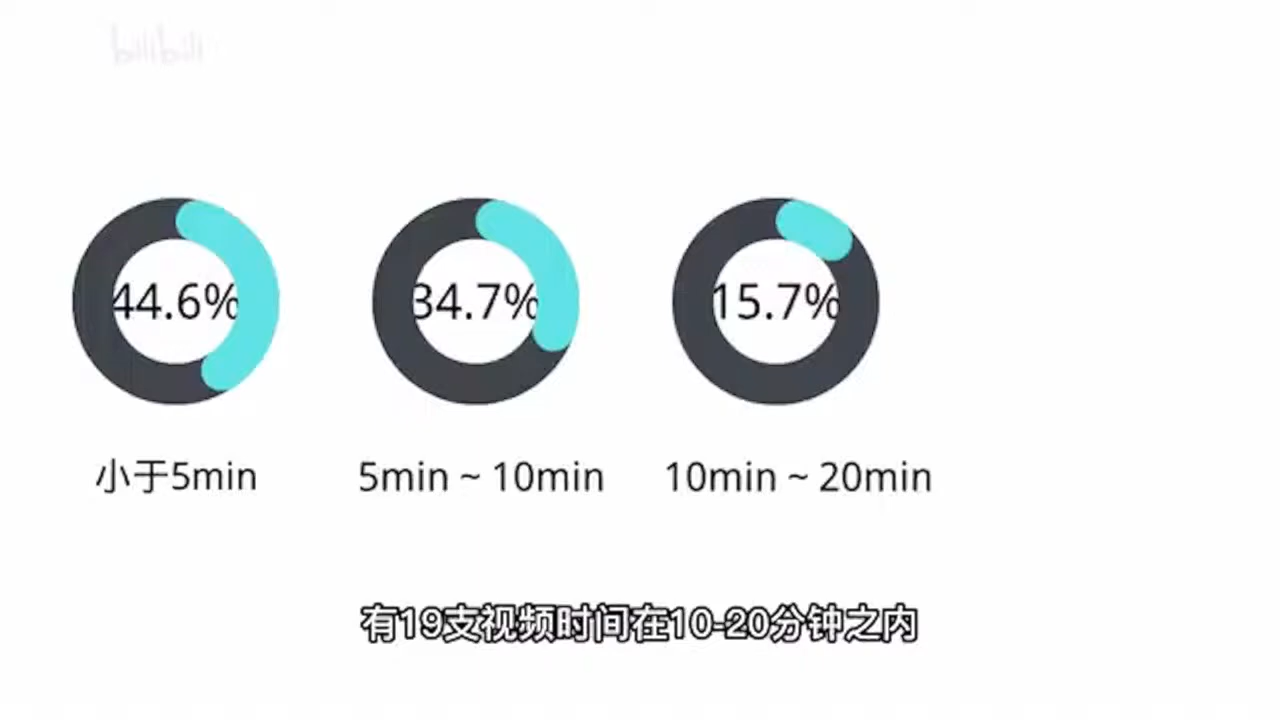 bilibili
44.6%
34.7%
15.7%
小于5min
5min ~ 10min
10min ~ 20min
有19支视频时间在10-20分钟之内